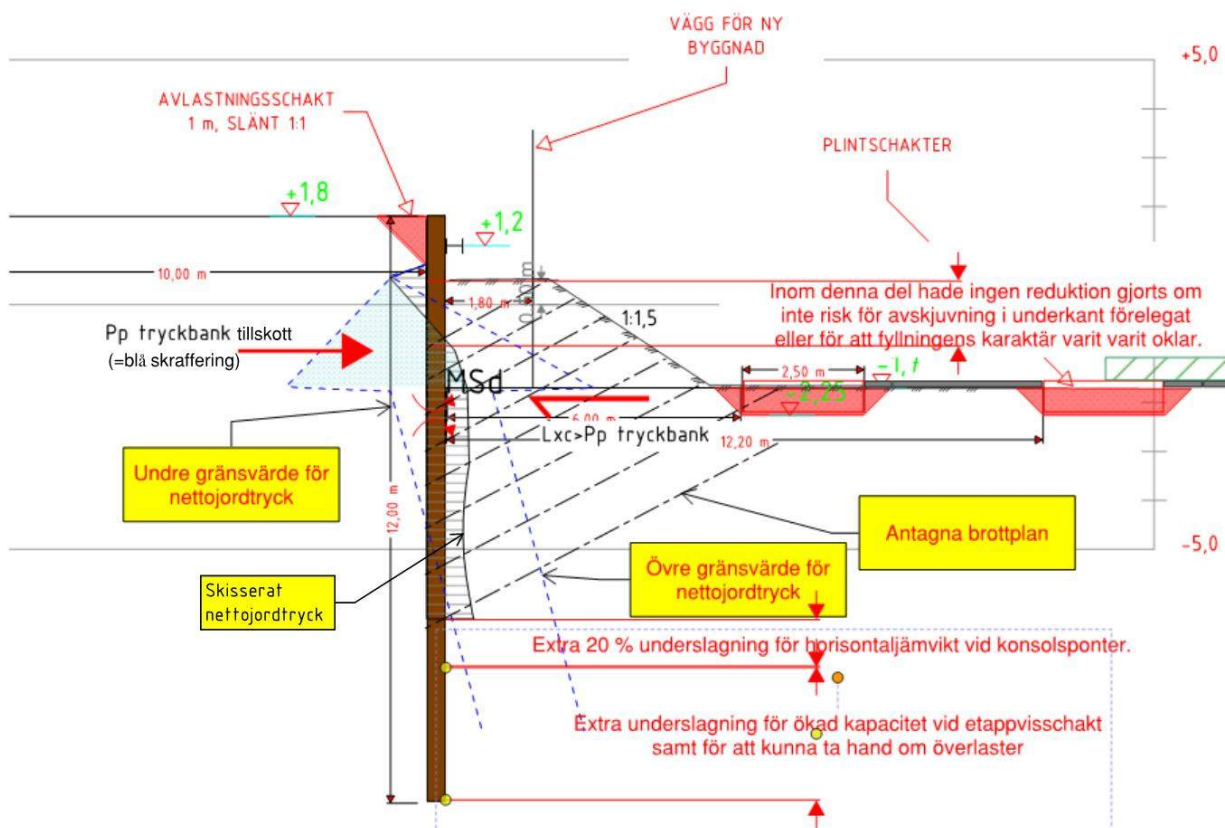 VÄGG FÖR NY
BYGGNAD
+5,0
AVLASTNINGSSCHAKT
1 m, SLÄNT 1:1
PLINTSCHAKTER
+1,8
+1,2
10,00 m
1,80 m
Inom denna del hade ingen reduktion gjorts om
inte risk för avskjuvning i underkant förelegat
eller för att fyllningens karaktär varit varit oklar.
1:1,5
Pp tryckbank tillskott
(=blå skraffering)
MSd
2,50 m
-2,25
6,00 m
Lxc>Pp tryckbank
12,20 m
Undre gränsvärde för
nettojordtryck
12,00 m
Antagna brottplan
-5,0
Övre gränsvärde för
nettojordtryck
Skisserat
nettojordtryck
Extra 20 % underslagning för horisontaljämvikt vid konsolsponter.
Extra underslagning för ökad kapacitet vid etappvisschakt
samt för att kunna ta hand om överlaster